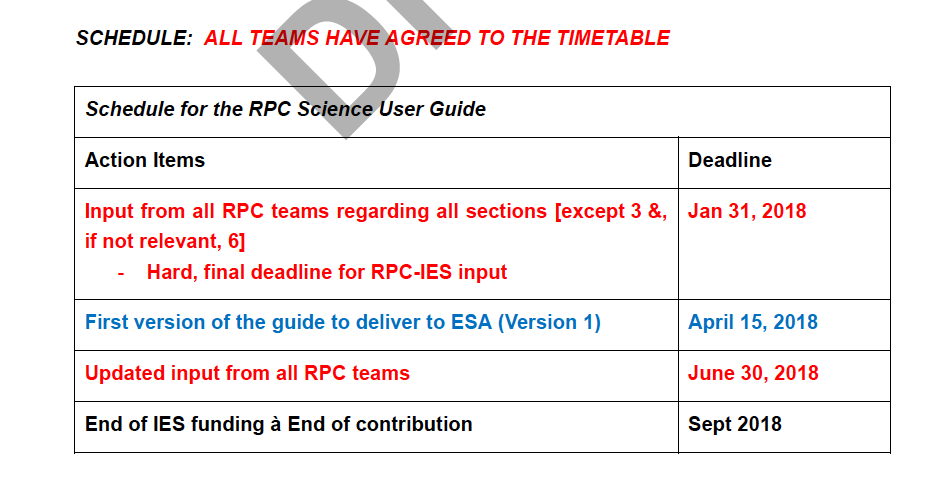 SCHEDULE: ALL TEAMS HAVE AGREED TO THE TIMETABLE
Schedule for the RPC Science User Guide
Action Items Deadline
Input from all RPC teams regarding all sections [except 3 &, Jan 31, 2018
if not relevant, 6]
- Hard, final deadline for RPC-IES input
First version of the guide to deliver to ESA (Version 1) April 15, 2018
Updated input from all RPC teams June 30, 2018
End of IES funding à End of contribution Sept 2018